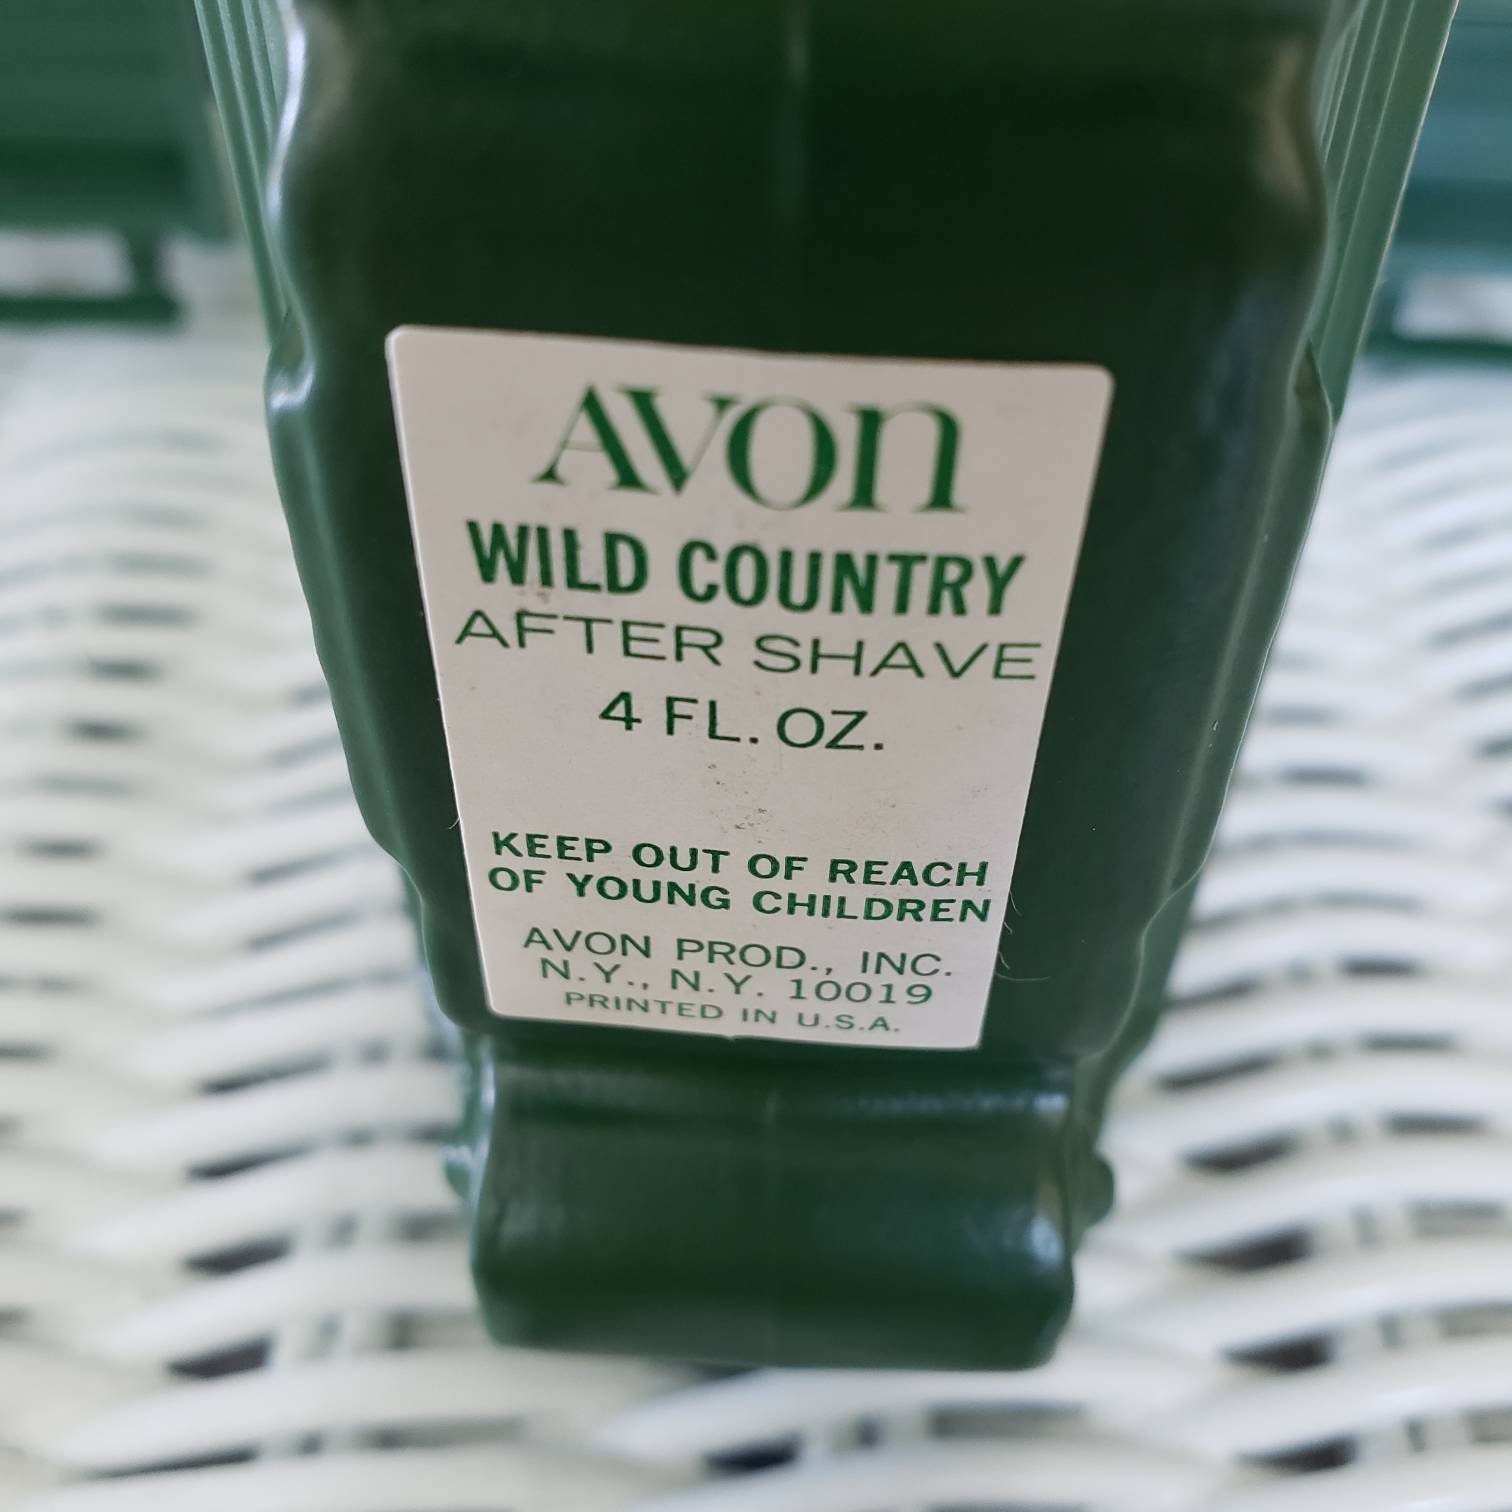 AVON
WILD COUNTRY
AFTER SHAVE
4 FL. OZ.
KEEP OUT OF REACH
OF YOUNG CHILDREN
AVON PROD., INC.
N.Y., N.Y. 10019
PRINTED IN U.S.A.